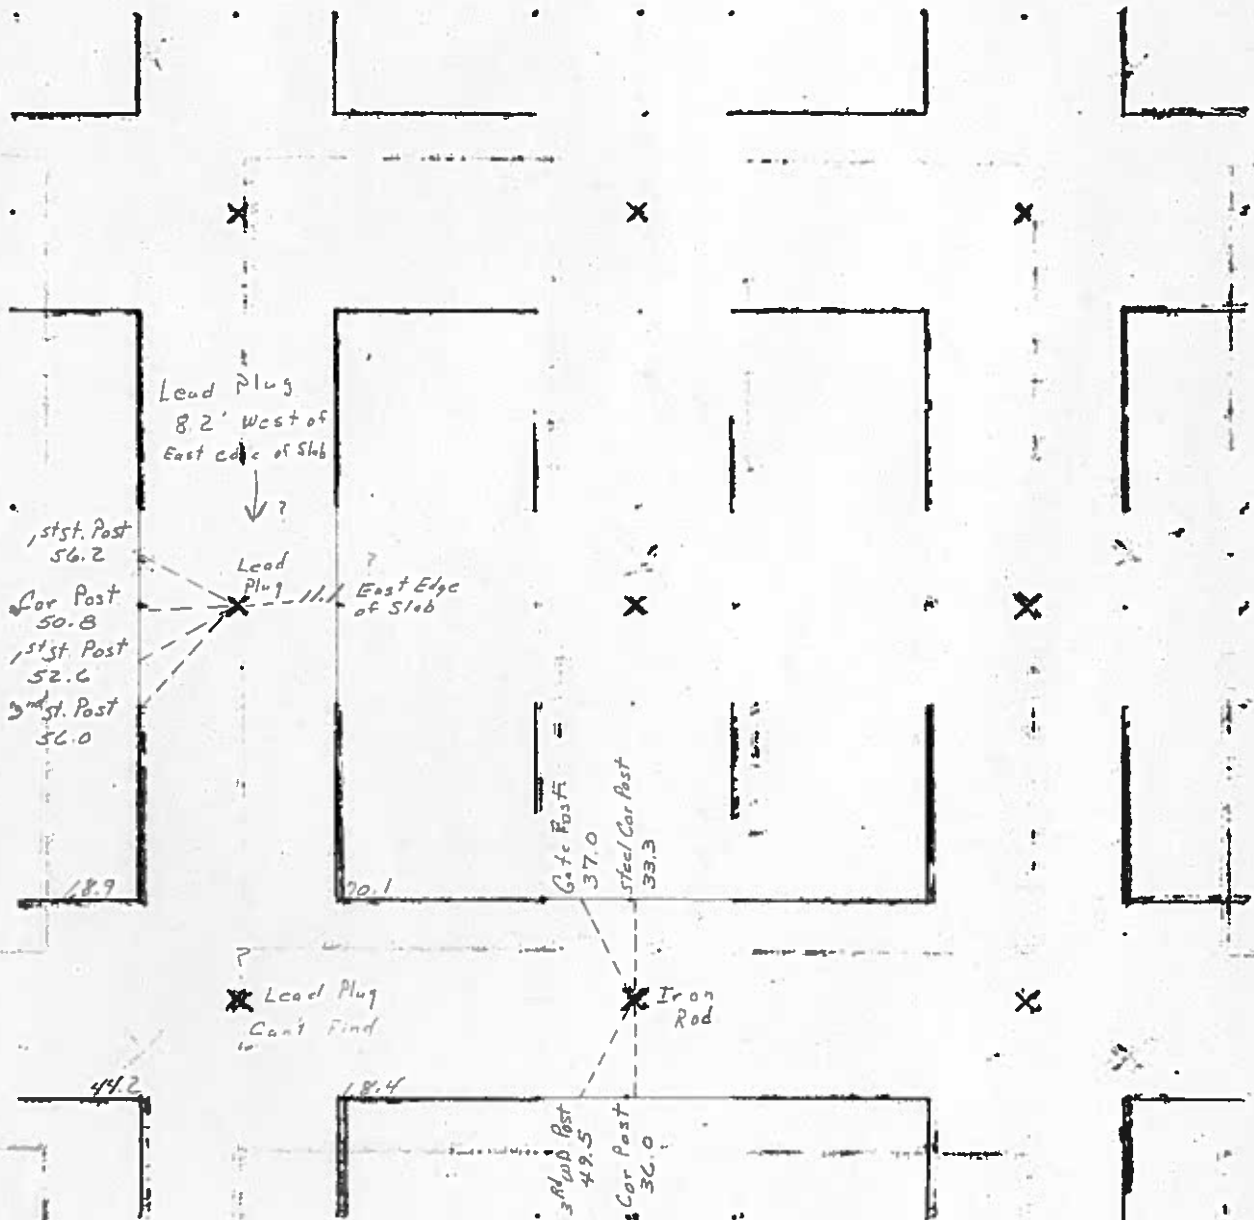 Lead Plug
8.2' West of
East edge of Slab
?
1st st. Post
56.2
Lead
Plug
?
11.1 East Edge
of Slab
Cor Post
50.8
1st st. Post
52.6
3rd st. Post
56.0
Gate Post
37.0
Steel Cor Post
33.3
18.9
20.1
?
Lead Plug
Can't Find
Iron
Rod
44.2
18.4
3rd WD Post
49.5
Cor Post
36.0